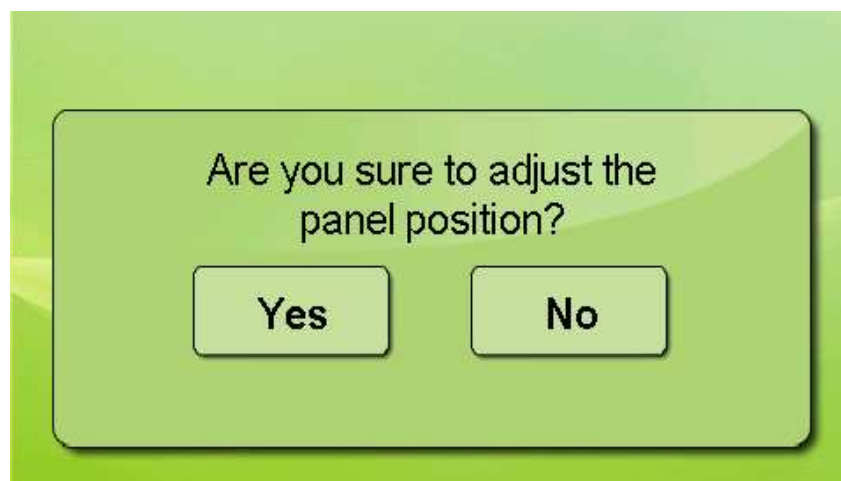 Are you sure to adjust the
panel position?
Yes No